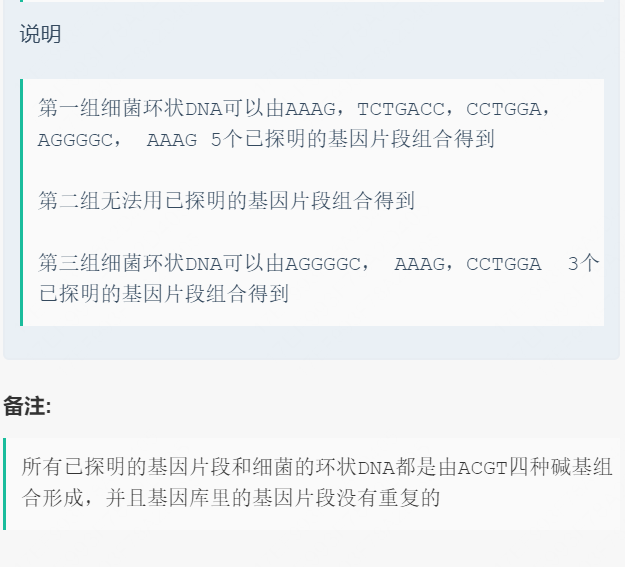 说明
第一组细菌环状DNA可以由AAAG，TCTGACC，CCTGGA，
AGGGGC， AAAG 5个已探明的基因片段组合得到
第二组无法用已探明的基因片段组合得到
第三组细菌环状DNA可以由AGGGGC， AAAG，CCTGGA 3个
已探明的基因片段组合得到
备注:
所有已探明的基因片段和细菌的环状DNA都是由ACGT四种碱基组
合形成，并且基因库里的基因片段没有重复的